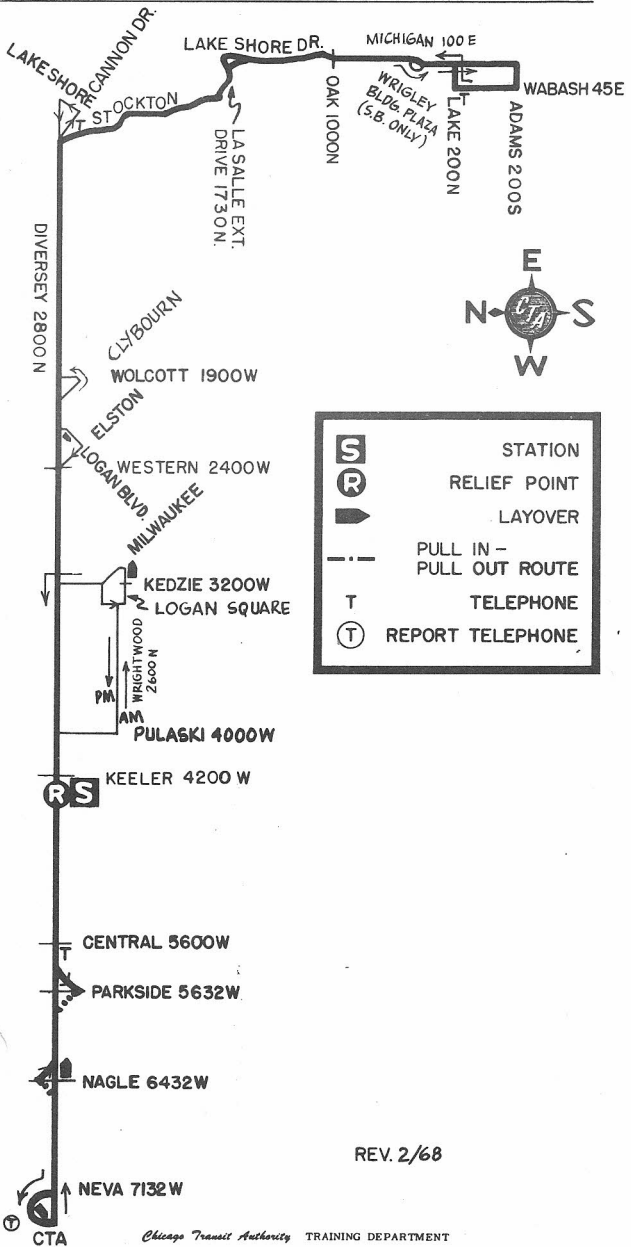 LAKE SHORE
CANNON DR.
STOCKTON
LAKE SHORE DR.
LA SALLE EXT.
DRIVE 1730 N.
OAK 1000N
MICHIGAN 100 E
WRIGLEY
BLDG. PLAZA
(S.B. ONLY)
T
T
LAKE 200N
WABASH 45E
ADAMS 200S
DIVERSEY 2800 N
E
N
CTA
S
W
CLYBOURN
WOLCOTT 1900W
ELSTON
LOGAN BLVD.
WESTERN 2400W
MILWAUKEE
KEDZIE 3200W
LOGAN SQUARE
WRIGHTWOOD
2600 N
PM
AM
PULASKI 4000W
KEELER 4200 W
R S
S STATION
R RELIEF POINT
LAYOVER
PULL IN –
PULL OUT ROUTE
T TELEPHONE
T REPORT TELEPHONE
CENTRAL 5600W
T
PARKSIDE 5632W
NAGLE 6432W
REV. 2/68
NEVA 7132W
T
CTA
Chicago Transit Authority TRAINING DEPARTMENT